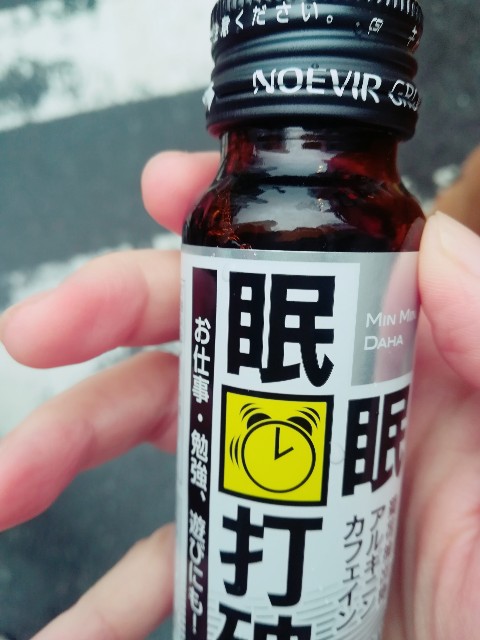 ください。
NOEVIR
眠眠
打破
MIN MIN
DAHA
お仕事・勉強、遊びにも!
アルギニン
カフェイン